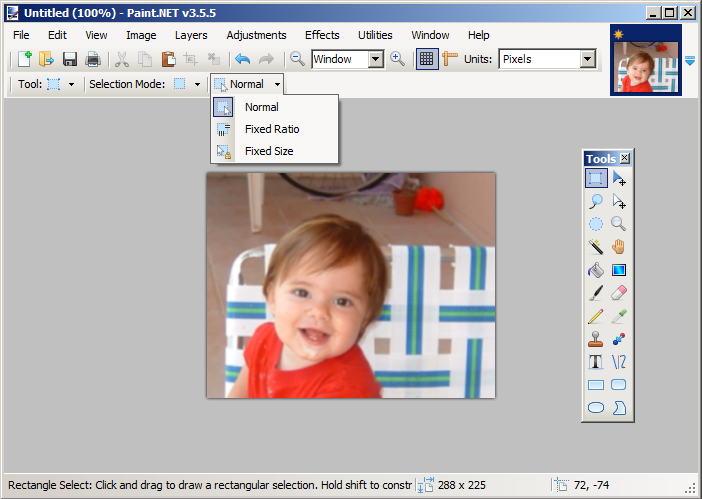 Untitled (100%) - Paint.NET v3.5.5
File Edit View Image Layers Adjustments Effects Utilities Window Help
Window Units: Pixels
Tool: Selection Mode: Normal
Normal
Fixed Ratio
Fixed Size
Tools
Rectangle Select: Click and drag to draw a rectangular selection. Hold shift to constr 288 x 225 72, -74